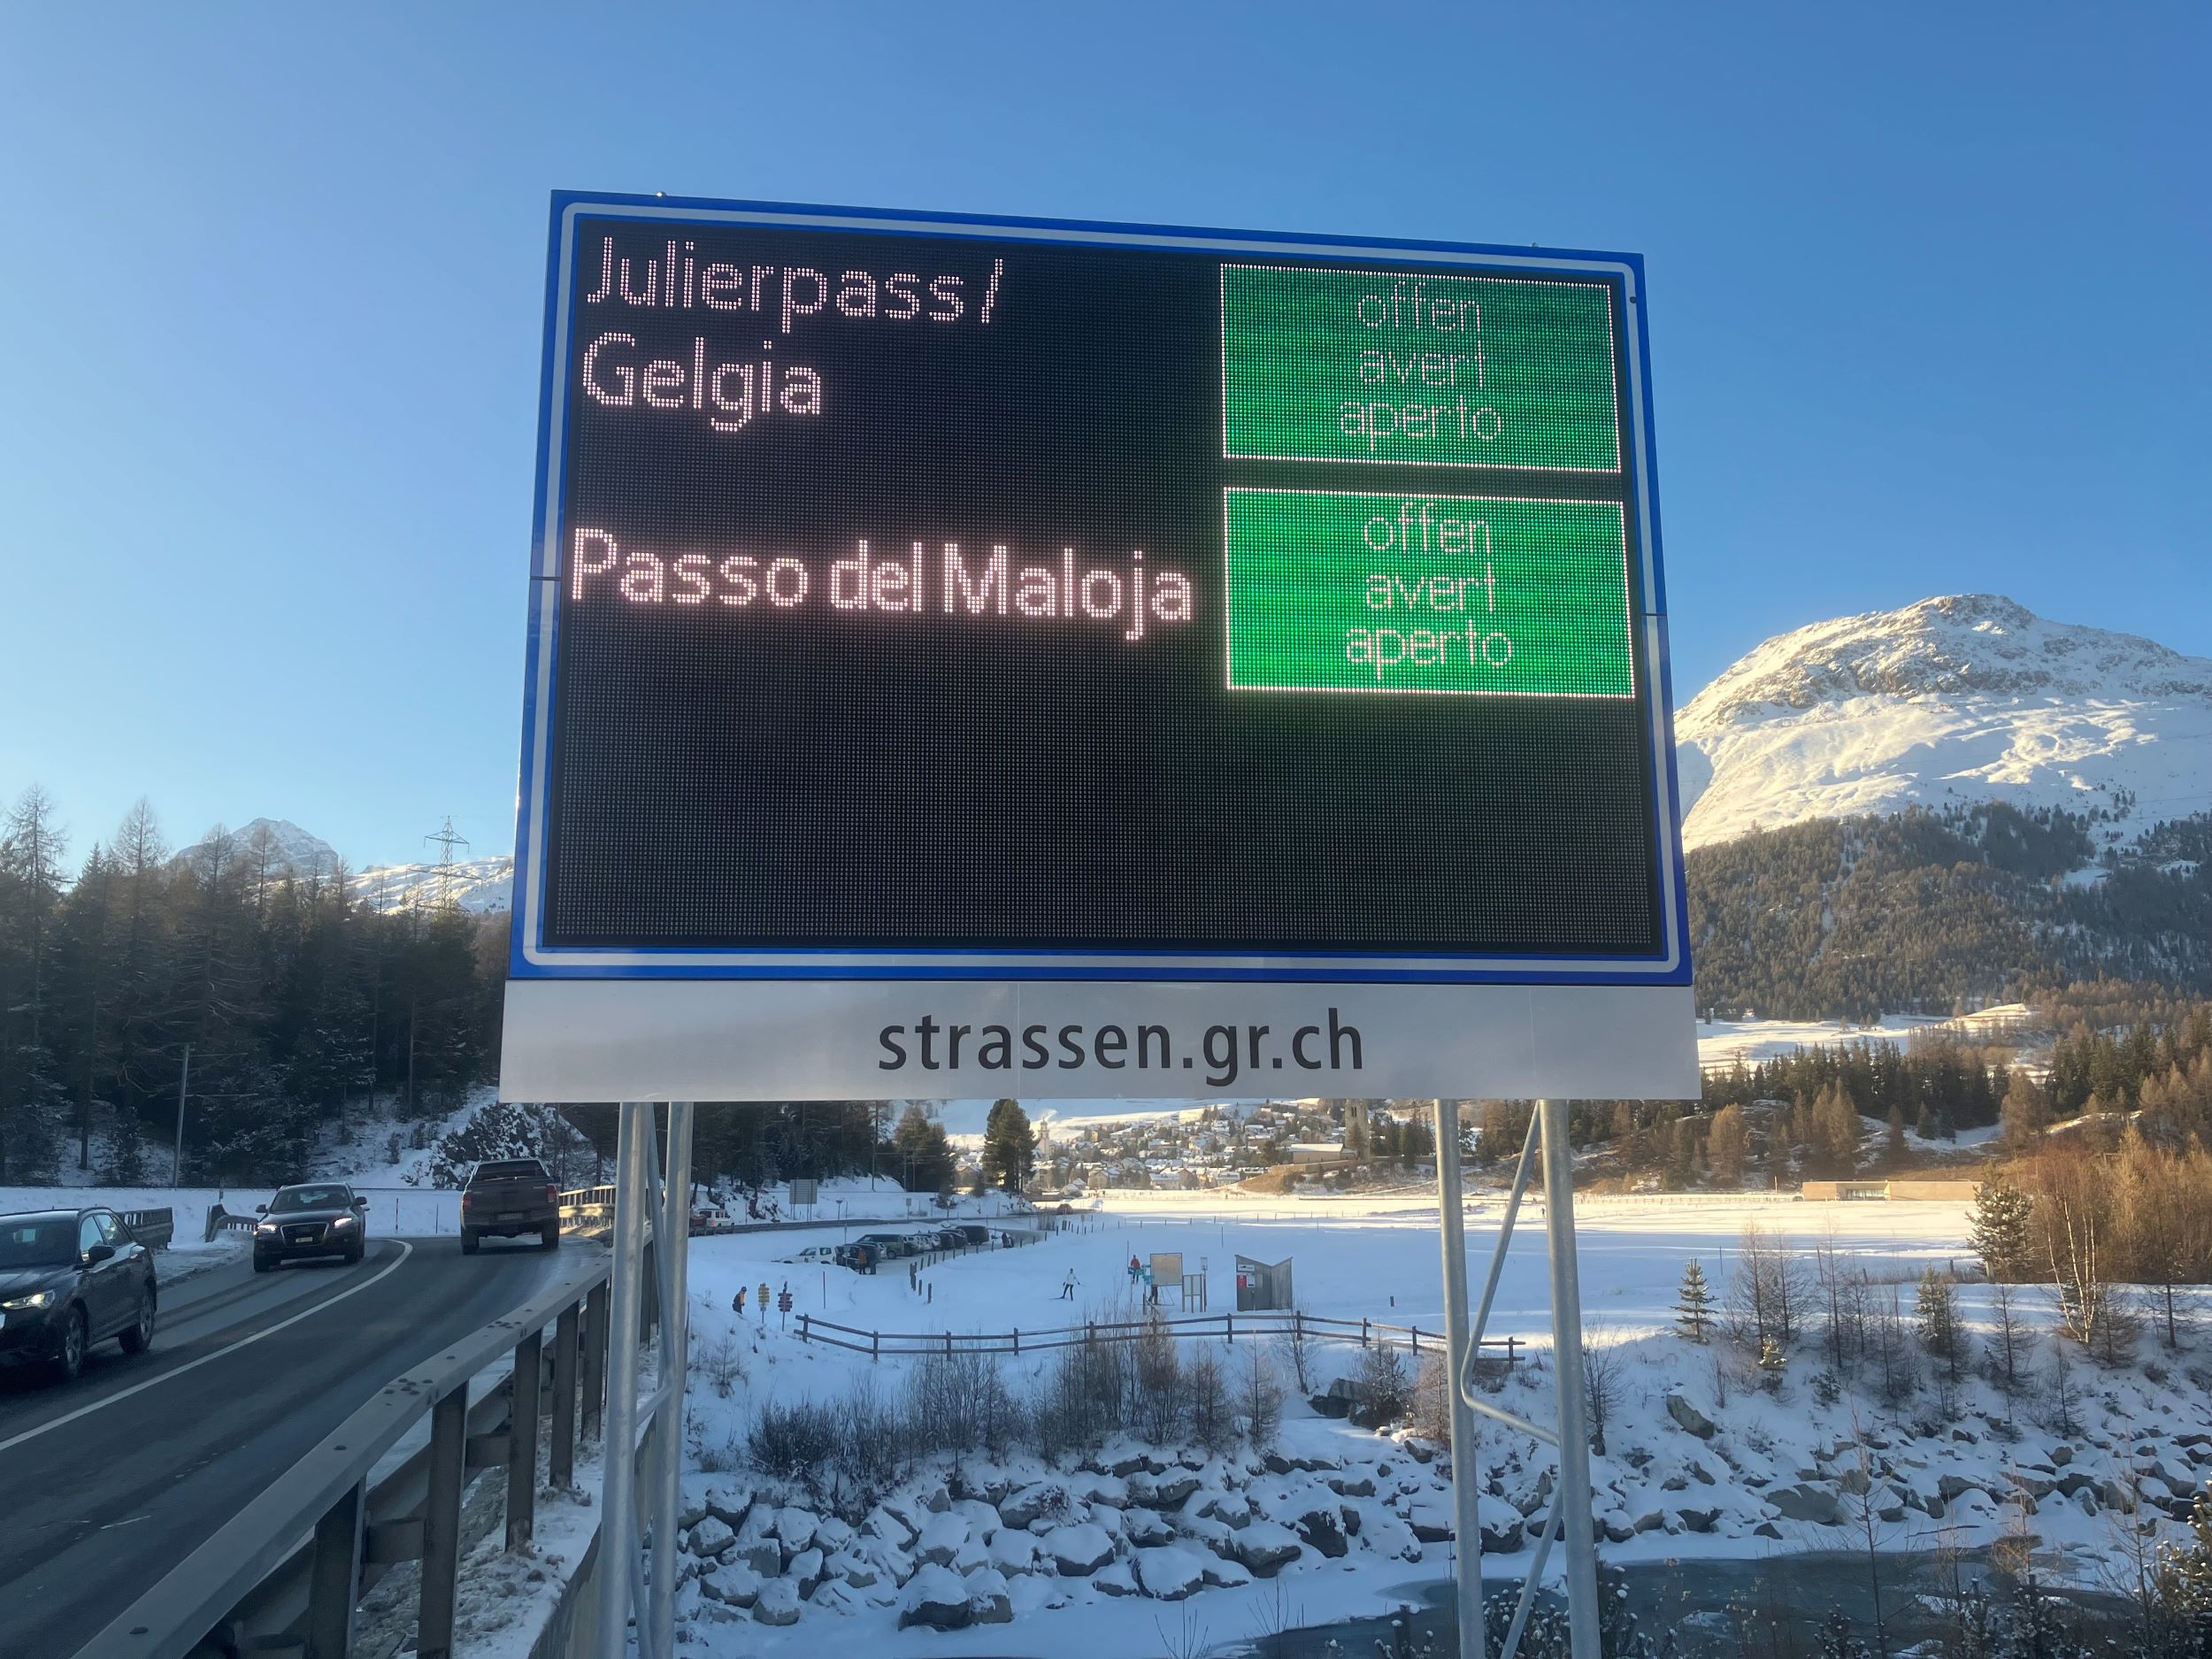 Julierpass /
Gelgia
offen
avert
aperto
Passo del Maloja
offen
avert
aperto
strassen.gr.ch